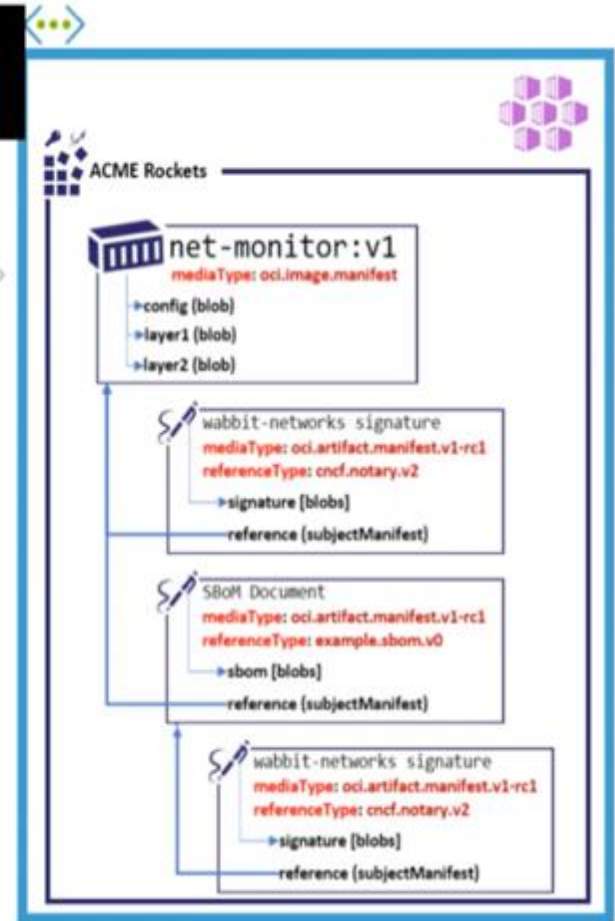 ACME Rockets
net-monitor:v1
mediaType: oci.image.manifest
config (blob)
layer1 (blob)
layer2 (blob)
wabbit-networks signature
mediaType: oci.artifact.manifest.v1-rc1
referenceType: cncf.notary.v2
signature [blobs]
reference (subjectManifest)
SBoM Document
mediaType: oci.artifact.manifest.v1-rc1
referenceType: example.sbom.v0
sbom [blobs]
reference (subjectManifest)
wabbit-networks signature
mediaType: oci.artifact.manifest.v1-rc1
referenceType: cncf.notary.v2
signature [blobs]
reference (subjectManifest)